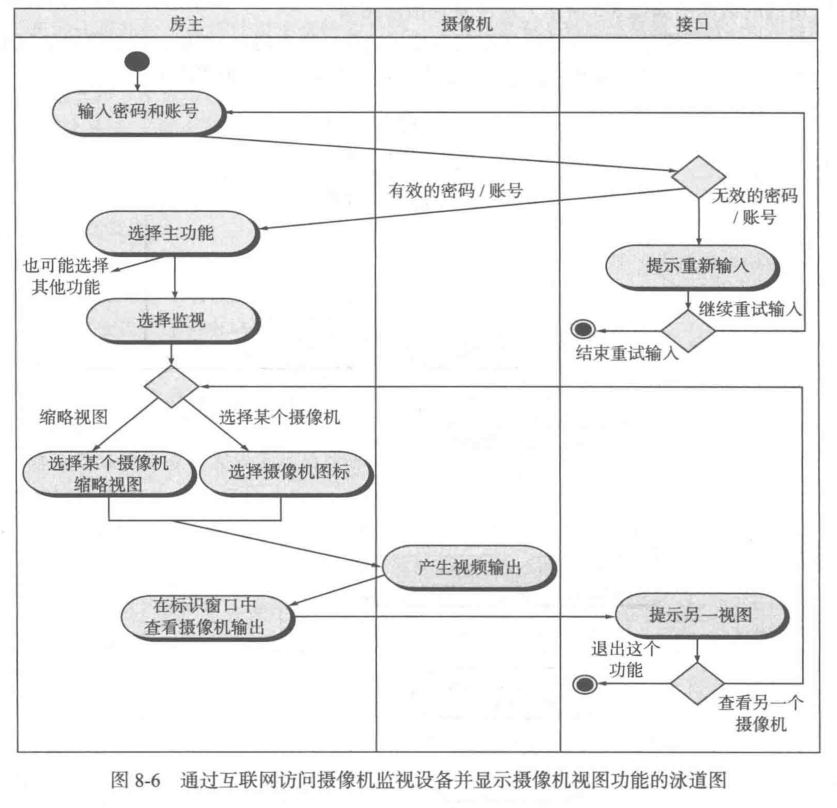 房主
摄像机
接口
输入密码和账号
有效的密码 / 账号
无效的密码
/ 账号
选择主功能
也可能选择
其他功能
提示重新输入
选择监视
继续重试输入
结束重试输入
缩略视图
选择某个摄像机
选择某个摄像机
缩略视图
选择摄像机图标
产生视频输出
在标识窗口中
查看摄像机输出
提示另一视图
退出这个
功能
查看另一个
摄像机
图 8-6 通过互联网访问摄像机监视设备并显示摄像机视图功能的泳道图